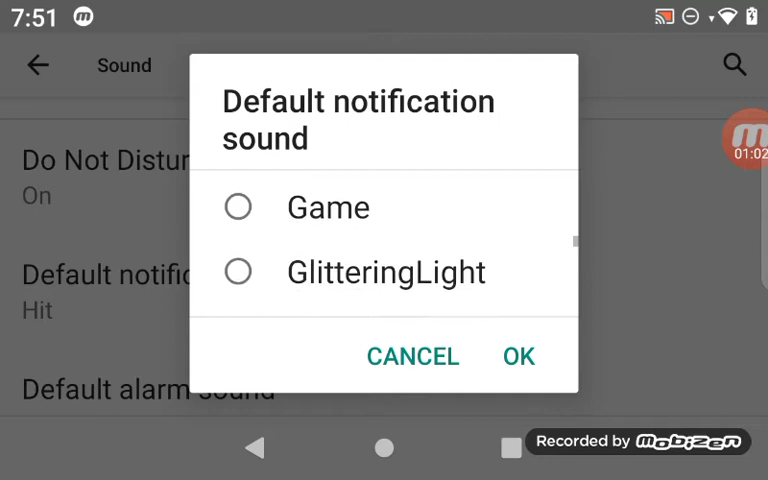 7:51
Sound
01:02
Default notification
sound
Do Not Distur
On
Game
Default notific
GlitteringLight
Hit
CANCEL
OK
Default alarm sound
Recorded by mobizen